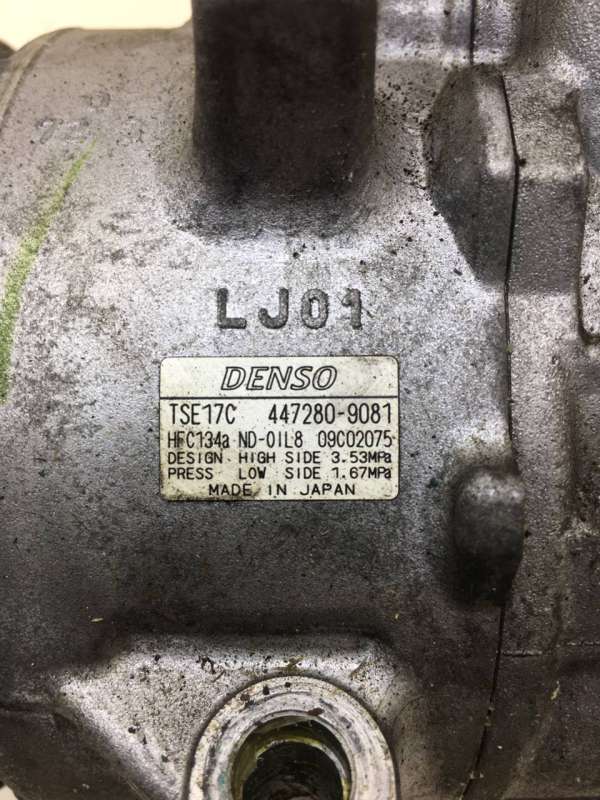 LJ01
DENSO
TSE17C 447280-9081
HFC134a ND-OIL8 09C02075
DESIGN HIGH SIDE 3.53MPa
PRESS LOW SIDE 1.67MPa
MADE IN JAPAN